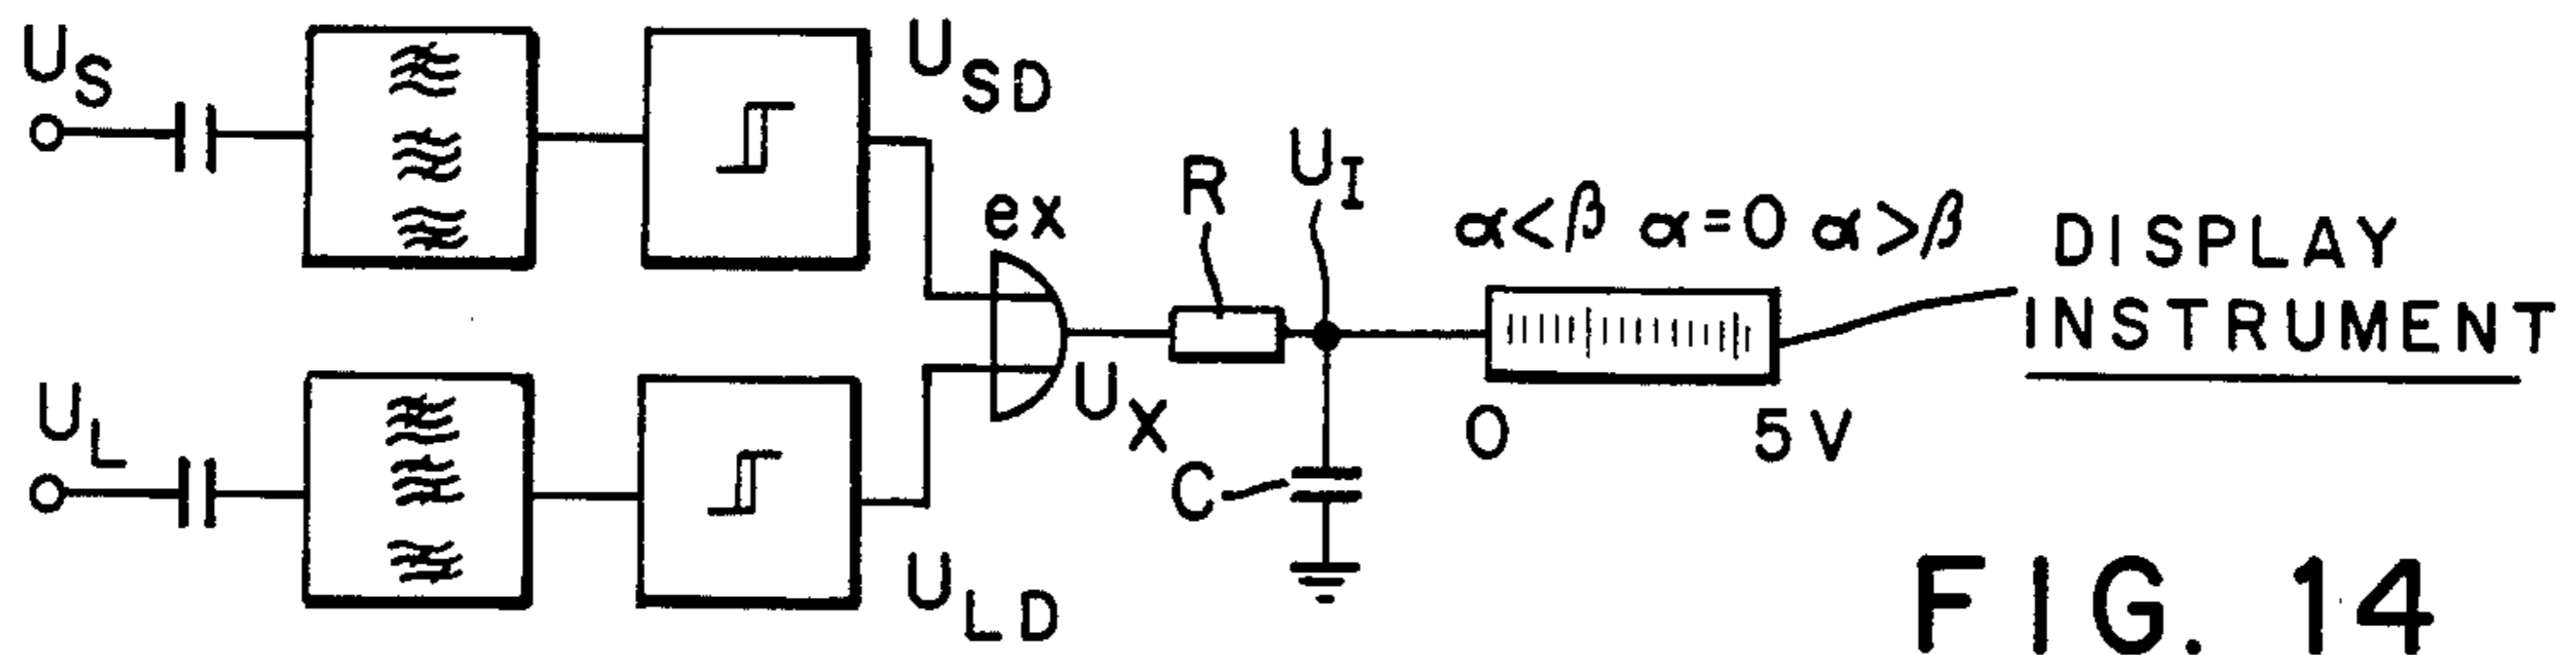 U_S
U_SD
ex
R
U_I
α<β α=0 α>β
DISPLAY
INSTRUMENT
U_L
U_X
C
0
5V
U_LD
FIG. 14